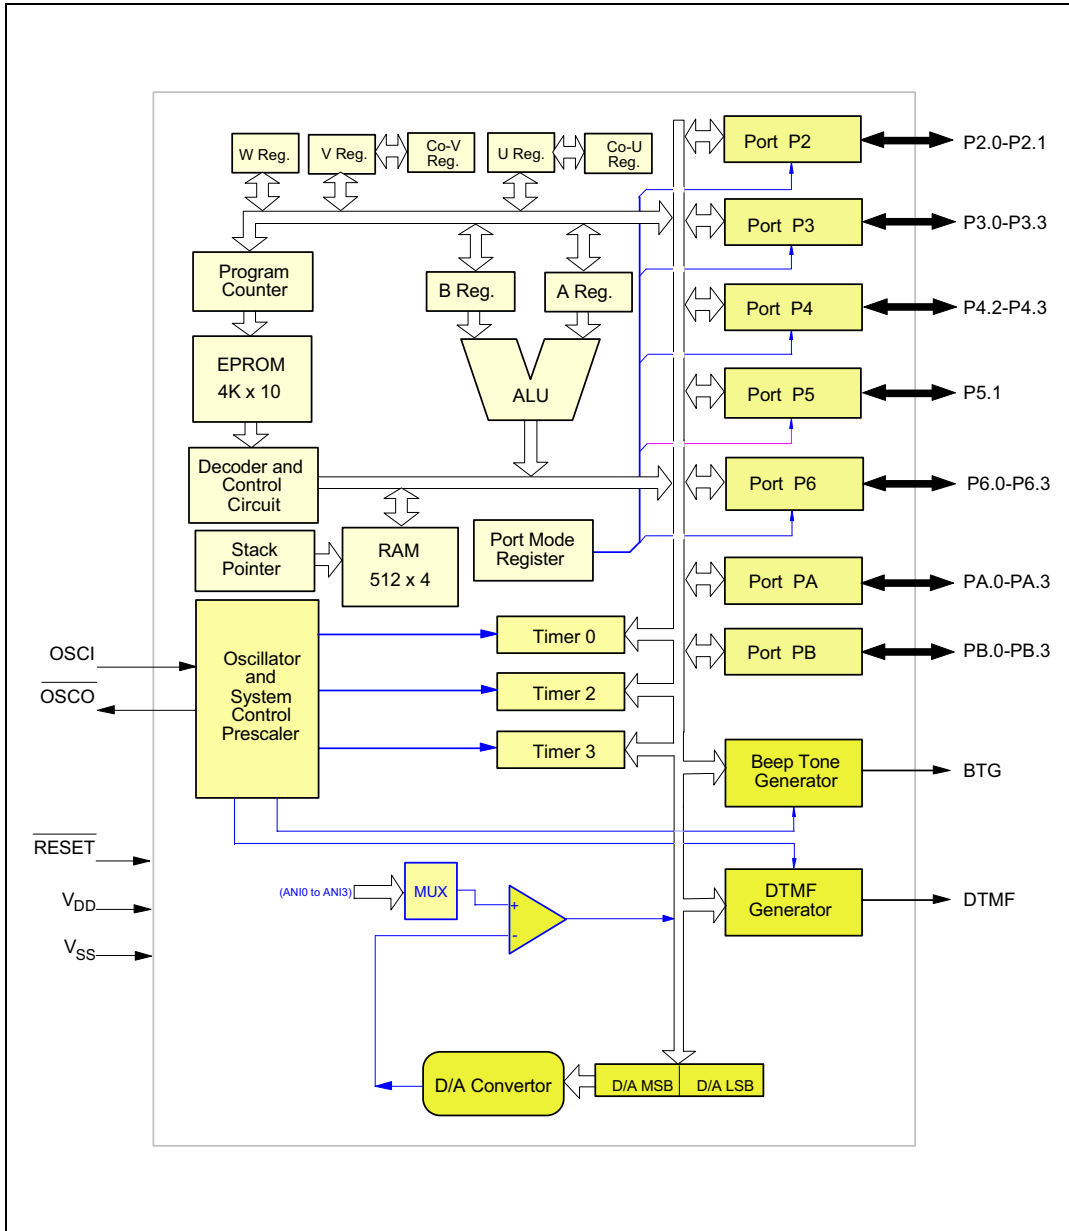 W Reg.
V Reg.
Co-V
Reg.
U Reg.
Co-U
Reg.
Port P2
P2.0-P2.1
Port P3
P3.0-P3.3
Program
Counter
B Reg.
A Reg.
Port P4
P4.2-P4.3
EPROM
4K x 10
ALU
Port P5
P5.1
Decoder and
Control
Circuit
Port P6
P6.0-P6.3
Stack
Pointer
RAM
512 x 4
Port Mode
Register
Port PA
PA.0-PA.3
OSCI
OSCO
Oscillator
and
System
Control
Prescaler
Timer 0
Timer 2
Timer 3
Port PB
PB.0-PB.3
Beep Tone
Generator
BTG
RESET
VDD
VSS
(ANI0 to ANI3)
MUX
+
-
DTMF
Generator
DTMF
D/A Convertor
D/A MSB
D/A LSB